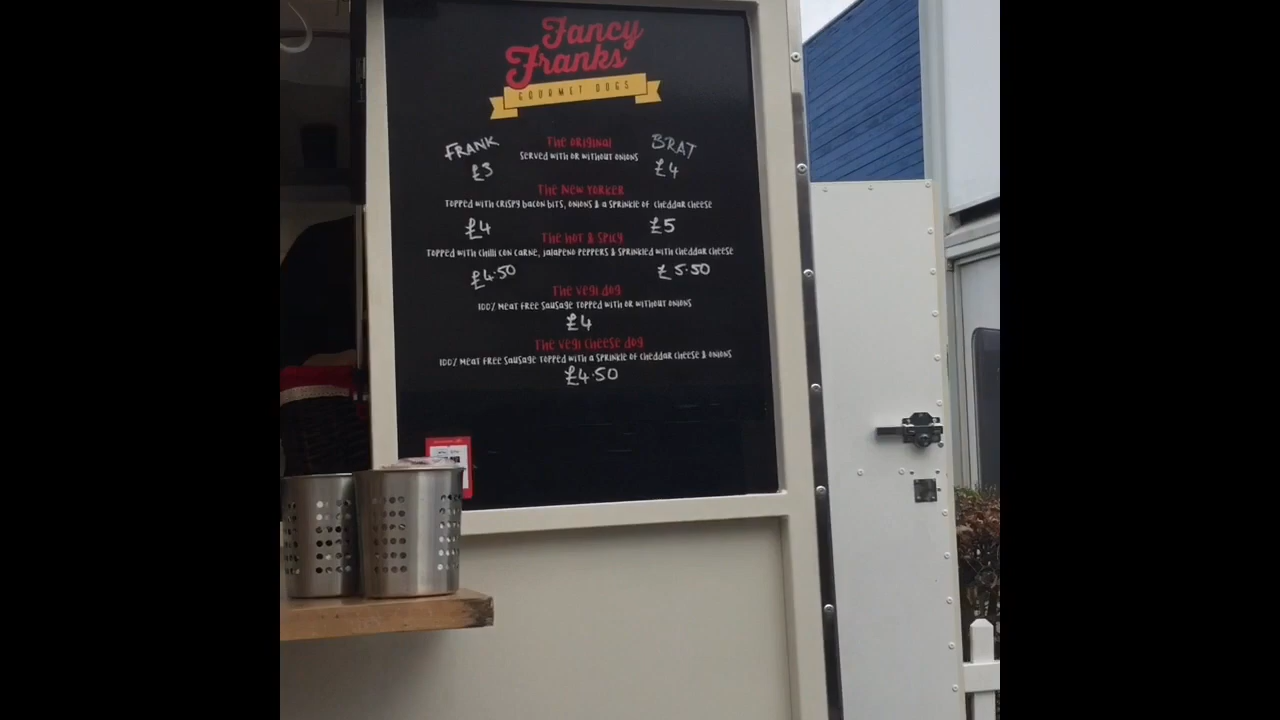 Fancy
Franks
GOURMET DOGS
FRANK The Original BRAT
Served with or without onions
£3 £4
The New Yorker
Topped with crispy bacon bits, onions & a sprinkle of cheddar cheese
£4 £5
The hot & spicy
Topped with chilli con carne, jalapeno peppers & sprinkled with cheddar cheese
£4.50 £5.50
The vegi dog
100% meat free sausage topped with or without onions
£4
The vegi cheese dog
100% meat free sausage topped with a sprinkle of cheddar cheese & onions
£4.50